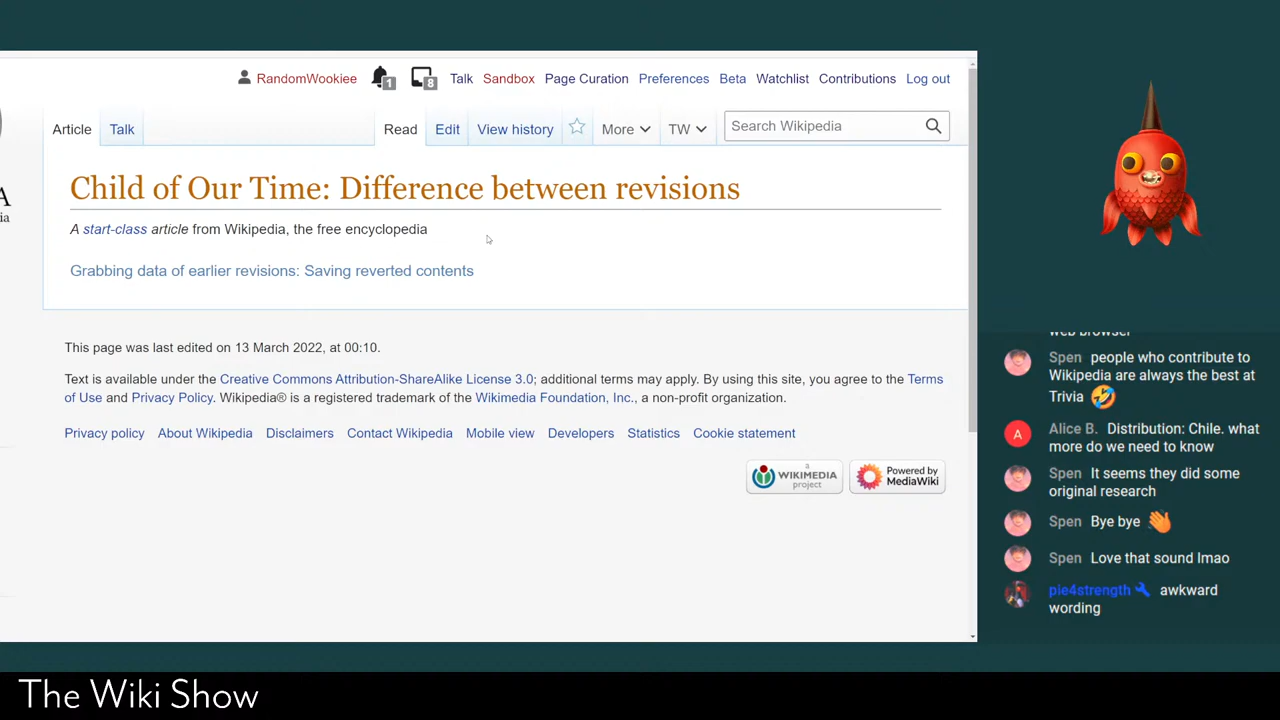 RandomWookiee 1 8 Talk Sandbox Page Curation Preferences Beta Watchlist Contributions Log out
Article Talk Read Edit View history More TW Search Wikipedia
A
ia
Child of Our Time: Difference between revisions
A start-class article from Wikipedia, the free encyclopedia
Grabbing data of earlier revisions: Saving reverted contents
This page was last edited on 13 March 2022, at 00:10.
Text is available under the Creative Commons Attribution-ShareAlike License 3.0; additional terms may apply. By using this site, you agree to the Terms
of Use and Privacy Policy. Wikipedia® is a registered trademark of the Wikimedia Foundation, Inc., a non-profit organization.
Privacy policy About Wikipedia Disclaimers Contact Wikipedia Mobile view Developers Statistics Cookie statement
a
WIKIMEDIA
project
Powered by
MediaWiki
web browser
Spen people who contribute to
Wikipedia are always the best at
Trivia 🤣
A Alice B. Distribution: Chile. what
more do we need to know
Spen It seems they did some
original research
Spen Bye bye 👋
Spen Love that sound lmao
pie4strength awkward
wording
The Wiki Show